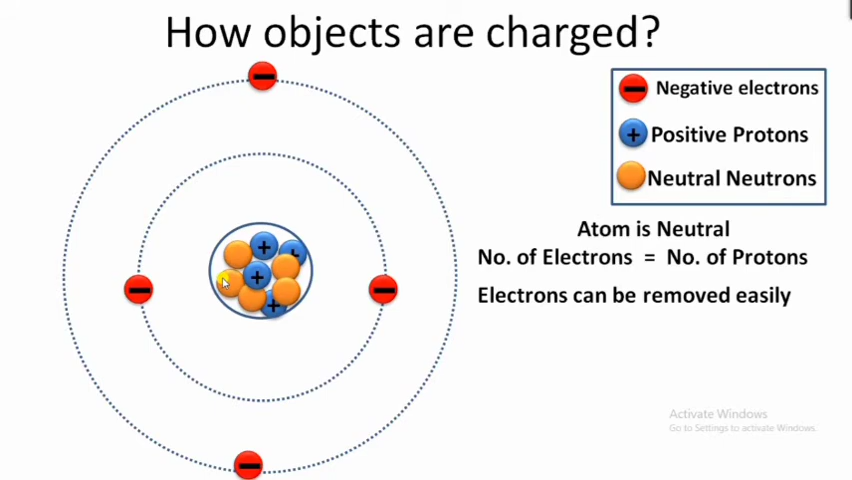 How objects are charged?
Negative electrons
Positive Protons
Neutral Neutrons
Atom is Neutral
No. of Electrons = No. of Protons
Electrons can be removed easily
Activate Windows
Go to Settings to activate Windows.